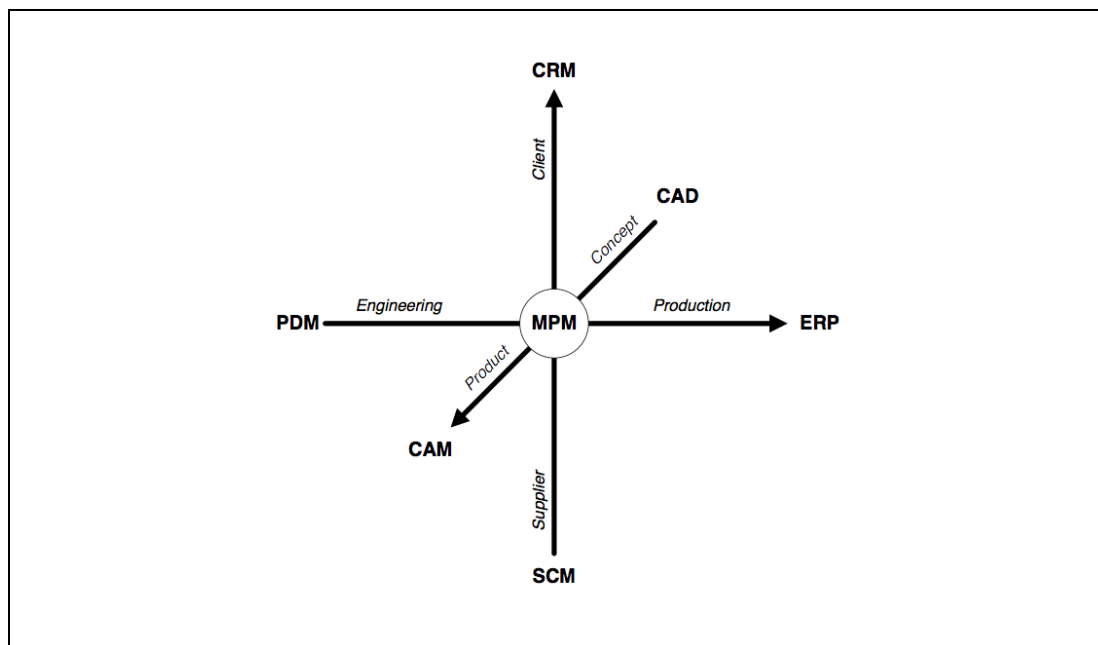 CRM
Client
CAD
Concept
Engineering
Production
PDM
MPM
ERP
Product
CAM
Supplier
SCM